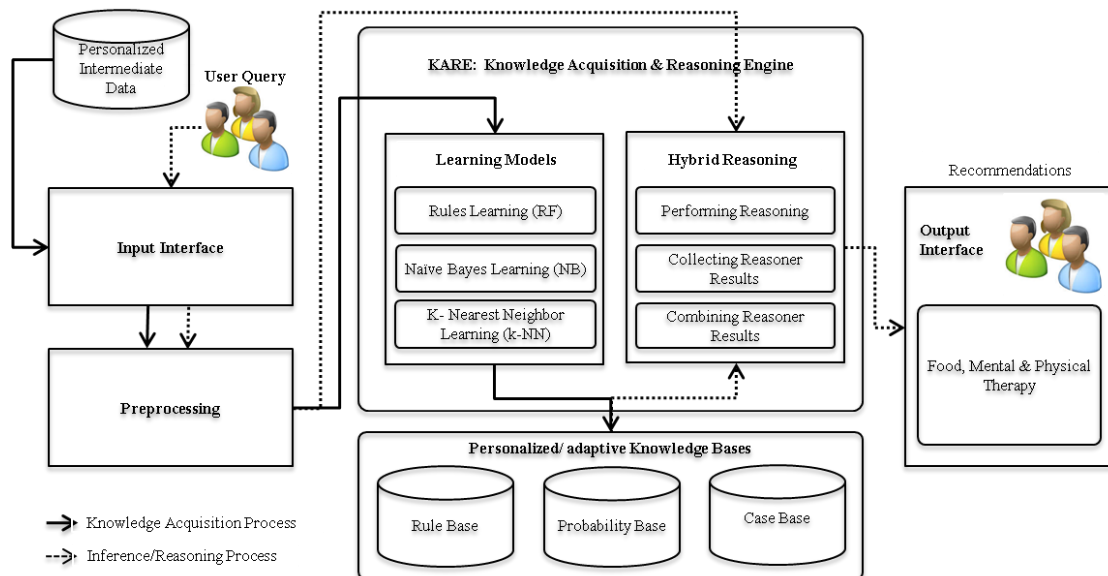 Personalized
Intermediate
Data
User Query
Input Interface
Preprocessing
Knowledge Acquisition Process
Inference/Reasoning Process
KARE: Knowledge Acquisition & Reasoning Engine
Learning Models
Rules Learning (RF)
Naïve Bayes Learning (NB)
K- Nearest Neighbor
Learning (k-NN)
Hybrid Reasoning
Performing Reasoning
Collecting Reasoner
Results
Combining Reasoner
Results
Personalized/ adaptive Knowledge Bases
Rule Base
Probability Base
Case Base
Recommendations
Output
Interface
Food, Mental & Physical
Therapy